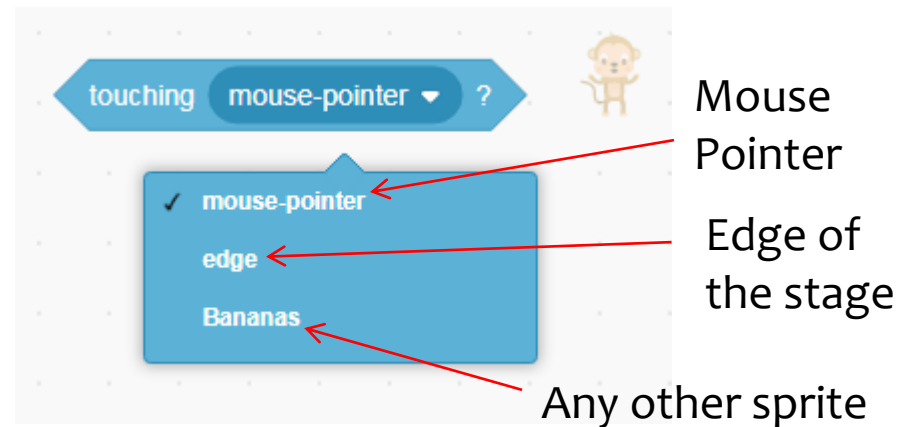 touching mouse-pointer ?
Mouse
Pointer
✓ mouse-pointer
Edge of
the stage
edge
Bananas
Any other sprite